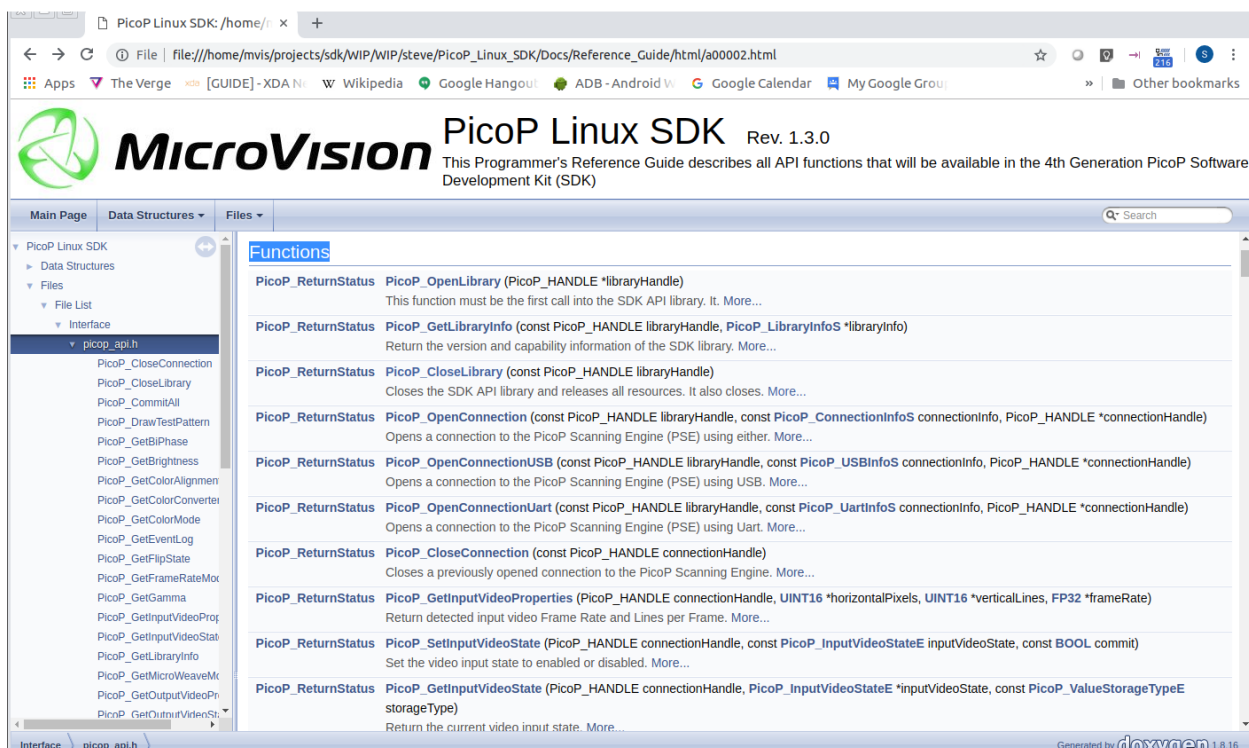 PicoP Linux SDK: /home/
File | file:///home/mvis/projects/sdk/WIP/WIP/steve/PicoP_Linux_SDK/Docs/Reference_Guide/html/a00002.html
216
S
Apps The Verge xda [GUIDE] - XDA W Wikipedia Google Hangout ADB - Android G Google Calendar My Google Grou » Other bookmarks
MicroVision
PicoP Linux SDK Rev. 1.3.0
This Programmer's Reference Guide describes all API functions that will be available in the 4th Generation PicoP Software
Development Kit (SDK)
Main Page Data Structures Files Search
PicoP Linux SDK
Data Structures
Files
File List
Interface
picop_api.h
PicoP_CloseConnection
PicoP_CloseLibrary
PicoP_CommitAll
PicoP_DrawTestPattern
PicoP_GetBiPhase
PicoP_GetBrightness
PicoP_GetColorAlignmen
PicoP_GetColorConverter
PicoP_GetColorMode
PicoP_GetEventLog
PicoP_GetFlipState
PicoP_GetFrameRateMod
PicoP_GetGamma
PicoP_GetInputVideoProp
PicoP_GetInputVideoStat
PicoP_GetLibraryInfo
PicoP_GetMicroWeaveMo
PicoP_GetOutputVideoPr
PicoP_GetOutputVideoSt
Functions
PicoP_ReturnStatus PicoP_OpenLibrary (PicoP_HANDLE *libraryHandle)
This function must be the first call into the SDK API library. It. More...
PicoP_ReturnStatus PicoP_GetLibraryInfo (const PicoP_HANDLE libraryHandle, PicoP_LibraryInfoS *libraryInfo)
Return the version and capability information of the SDK library. More...
PicoP_ReturnStatus PicoP_CloseLibrary (const PicoP_HANDLE libraryHandle)
Closes the SDK API library and releases all resources. It also closes. More...
PicoP_ReturnStatus PicoP_OpenConnection (const PicoP_HANDLE libraryHandle, const PicoP_ConnectionInfoS connectionInfo, PicoP_HANDLE *connectionHandle)
Opens a connection to the PicoP Scanning Engine (PSE) using either. More...
PicoP_ReturnStatus PicoP_OpenConnectionUSB (const PicoP_HANDLE libraryHandle, const PicoP_USBInfoS connectionInfo, PicoP_HANDLE *connectionHandle)
Opens a connection to the PicoP Scanning Engine (PSE) using USB. More...
PicoP_ReturnStatus PicoP_OpenConnectionUart (const PicoP_HANDLE libraryHandle, const PicoP_UartInfoS connectionInfo, PicoP_HANDLE *connectionHandle)
Opens a connection to the PicoP Scanning Engine (PSE) using Uart. More...
PicoP_ReturnStatus PicoP_CloseConnection (const PicoP_HANDLE connectionHandle)
Closes a previously opened connection to the PicoP Scanning Engine. More...
PicoP_ReturnStatus PicoP_GetInputVideoProperties (PicoP_HANDLE connectionHandle, UINT16 *horizontalPixels, UINT16 *verticalLines, FP32 *frameRate)
Return detected input video Frame Rate and Lines per Frame. More...
PicoP_ReturnStatus PicoP_SetInputVideoState (PicoP_HANDLE connectionHandle, const PicoP_InputVideoStateE inputVideoState, const BOOL commit)
Set the video input state to enabled or disabled. More...
PicoP_ReturnStatus PicoP_GetInputVideoState (PicoP_HANDLE connectionHandle, PicoP_InputVideoStateE *inputVideoState, const PicoP_ValueStorageTypeE
storageType)
Return the current video input state. More...
Interface picop_api.h Generated by doxygen 1.8.16